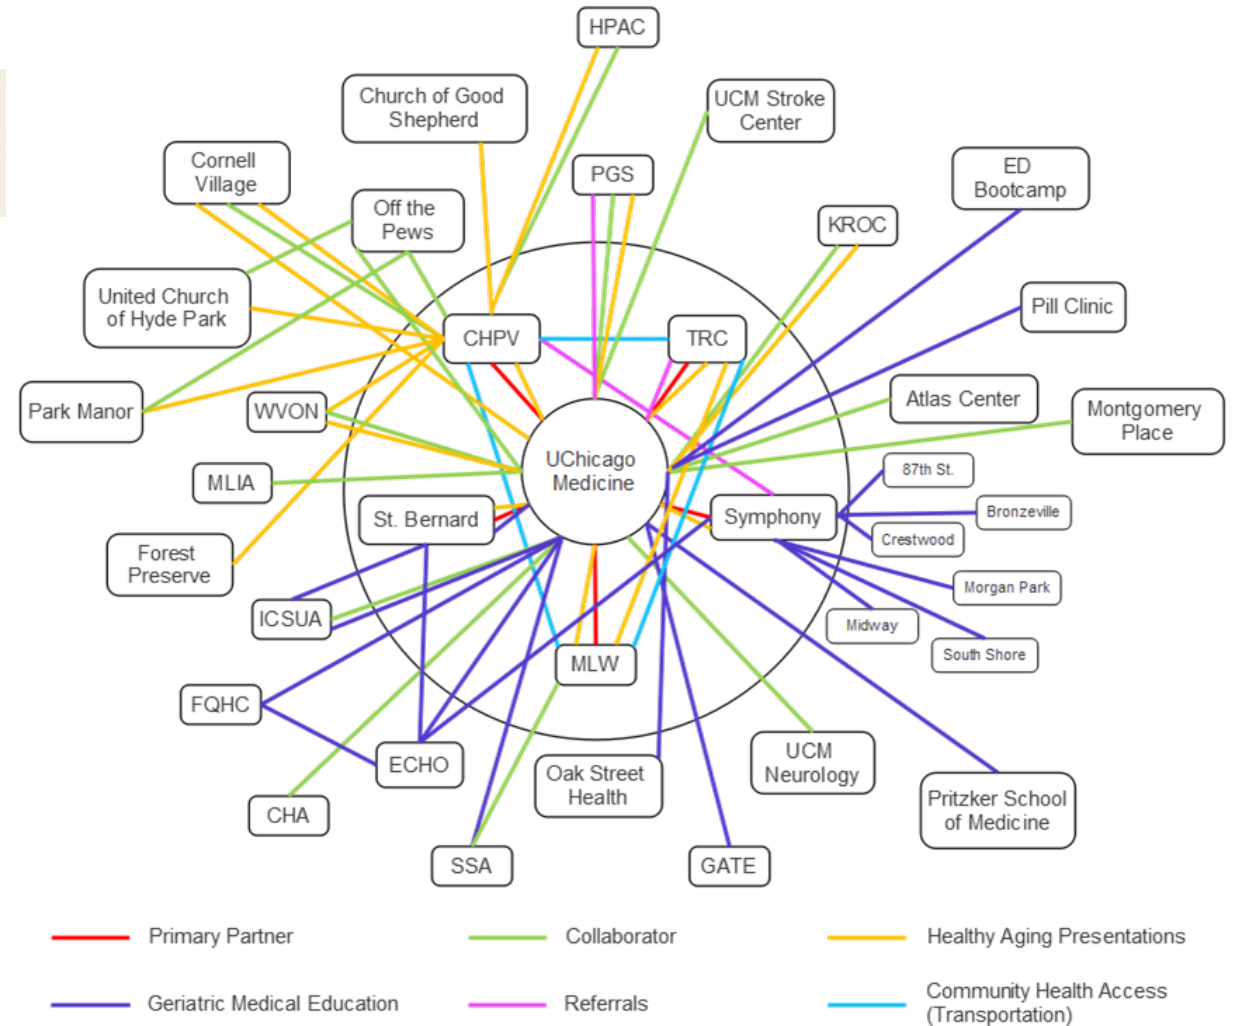 HPAC
Church of Good
Shepherd
UCM Stroke
Center
Cornell
Village
PGS
ED
Bootcamp
Off the
Pews
KROC
United Church
of Hyde Park
Pill Clinic
CHPV
TRC
Park Manor
WVON
Atlas Center
Montgomery
Place
UChicago
Medicine
MLIA
87th St.
St. Bernard
Symphony
Bronzeville
Crestwood
Forest
Preserve
Morgan Park
ICSUA
Midway
South Shore
MLW
FQHC
ECHO
Oak Street
Health
UCM
Neurology
CHA
Pritzker School
of Medicine
SSA
GATE
Primary Partner
Collaborator
Healthy Aging Presentations
Geriatric Medical Education
Referrals
Community Health Access
(Transportation)